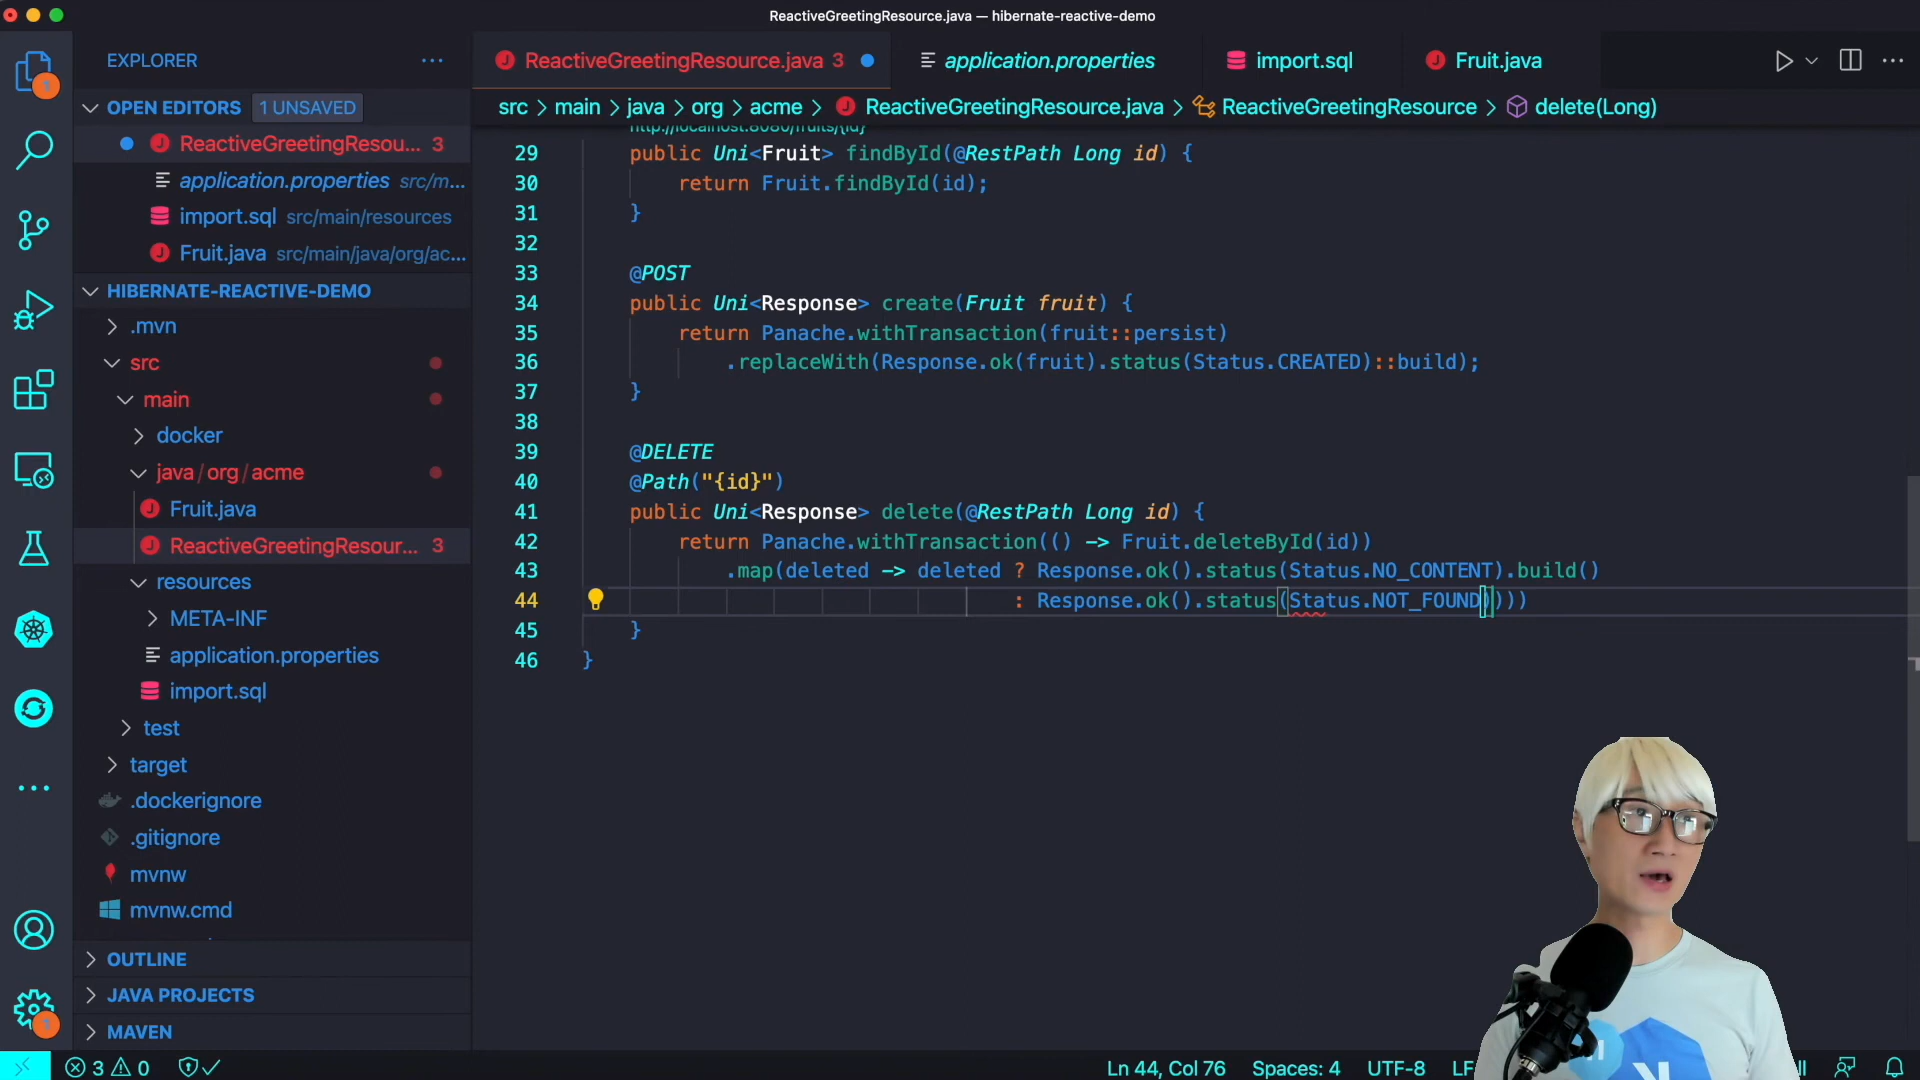 ReactiveGreetingResource.java — hibernate-reactive-demo
EXPLORER
ReactiveGreetingResource.java 3
application.properties
import.sql
Fruit.java
OPEN EDITORS
1 UNSAVED
ReactiveGreetingResou... 3
application.properties src/m...
import.sql src/main/resources
Fruit.java src/main/java/org/ac...
HIBERNATE-REACTIVE-DEMO
.mvn
src
main
docker
java / org / acme
Fruit.java
ReactiveGreetingResour... 3
resources
META-INF
application.properties
import.sql
test
target
.dockerignore
.gitignore
mvnw
mvnw.cmd
OUTLINE
JAVA PROJECTS
MAVEN
src > main > java > org > acme > ReactiveGreetingResource.java > ReactiveGreetingResource > delete(Long)
http://localhost:8080/fruits/{id}
29 public Uni<Fruit> findById(@RestPath Long id) {
30 return Fruit.findById(id);
31 }
32
33 @POST
34 public Uni<Response> create(Fruit fruit) {
35 return Panache.withTransaction(fruit::persist)
36 .replaceWith(Response.ok(fruit).status(Status.CREATED)::build);
37 }
38
39 @DELETE
40 @Path("{id}")
41 public Uni<Response> delete(@RestPath Long id) {
42 return Panache.withTransaction(() -> Fruit.deleteById(id))
43 .map(deleted -> deleted ? Response.ok().status(Status.NO_CONTENT).build()
44 : Response.ok().status(Status.NOT_FOUND))))
45 }
46 }
3 0
Ln 44, Col 76
Spaces: 4
UTF-8
LF